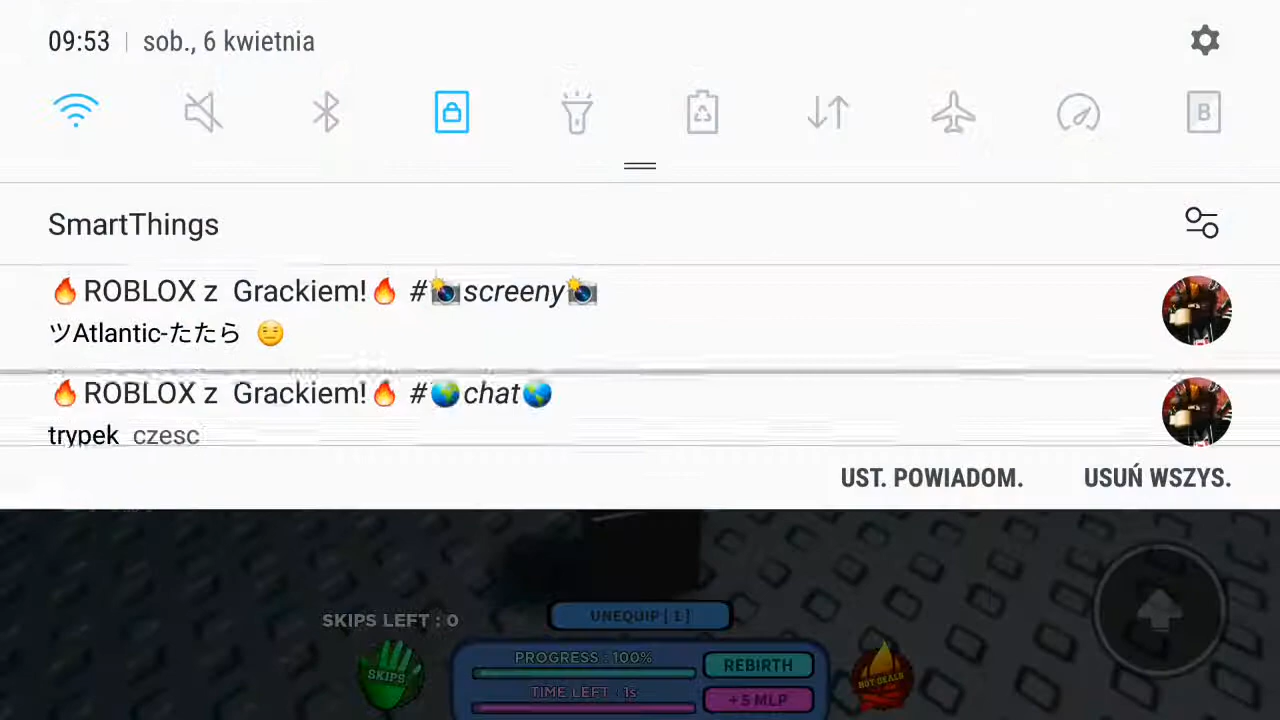 09:53 | sob., 6 kwietnia
B
SmartThings
🔥ROBLOX z Grackiem!🔥 #📸screeny📸
ツAtlantic-たたら 😑
🔥ROBLOX z Grackiem!🔥 #🌍chat🌎
trypek czesc
UST. POWIADOM. USUŃ WSZYS.
SKIPS LEFT : 0
UNEQUIP [ 1 ]
SKIPS
PROGRESS : 100%
REBIRTH
HOT DEALS
TIME LEFT : 1s
+5 MLP